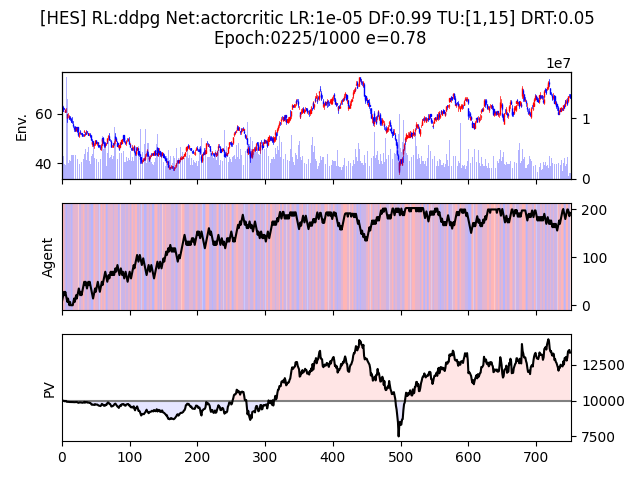 [HES] RL:ddpg Net:actorcritic LR:1e-05 DF:0.99 TU:[1,15] DRT:0.05
Epoch:0225/1000 e=0.78
1e7
Env.
60
40
1
0
Agent
200
100
0
PV
12500
10000
7500
0 100 200 300 400 500 600 700